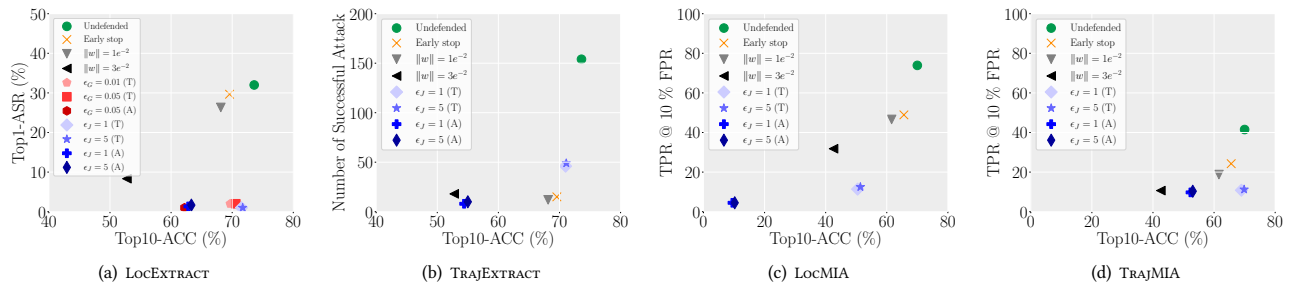 50
40
30
20
10
0
Top1-ASR (%)
Undefended
Early stop
‖w‖ = 1e⁻²
‖w‖ = 3e⁻²
ϵG = 0.01 (T)
ϵG = 0.05 (T)
ϵG = 0.05 (A)
ϵJ = 1 (T)
ϵJ = 5 (T)
ϵJ = 1 (A)
ϵJ = 5 (A)
40 50 60 70 80
Top10-ACC (%)
(a) LocExtract
200
150
100
50
0
Number of Successful Attack
Undefended
Early stop
‖w‖ = 1e⁻²
‖w‖ = 3e⁻²
ϵJ = 1 (T)
ϵJ = 5 (T)
ϵJ = 1 (A)
ϵJ = 5 (A)
40 50 60 70 80
Top10-ACC (%)
(b) TrajExtract
100
80
60
40
20
0
TPR @ 10 % FPR
Undefended
Early stop
‖w‖ = 1e⁻²
‖w‖ = 3e⁻²
ϵJ = 1 (T)
ϵJ = 5 (T)
ϵJ = 1 (A)
ϵJ = 5 (A)
0 20 40 60 80
Top10-ACC (%)
(c) LocMIA
100
80
60
40
20
0
TPR @ 10 % FPR
Undefended
Early stop
‖w‖ = 1e⁻²
‖w‖ = 3e⁻²
ϵJ = 1 (T)
ϵJ = 5 (T)
ϵJ = 1 (A)
ϵJ = 5 (A)
0 20 40 60 80
Top10-ACC (%)
(d) TrajMIA